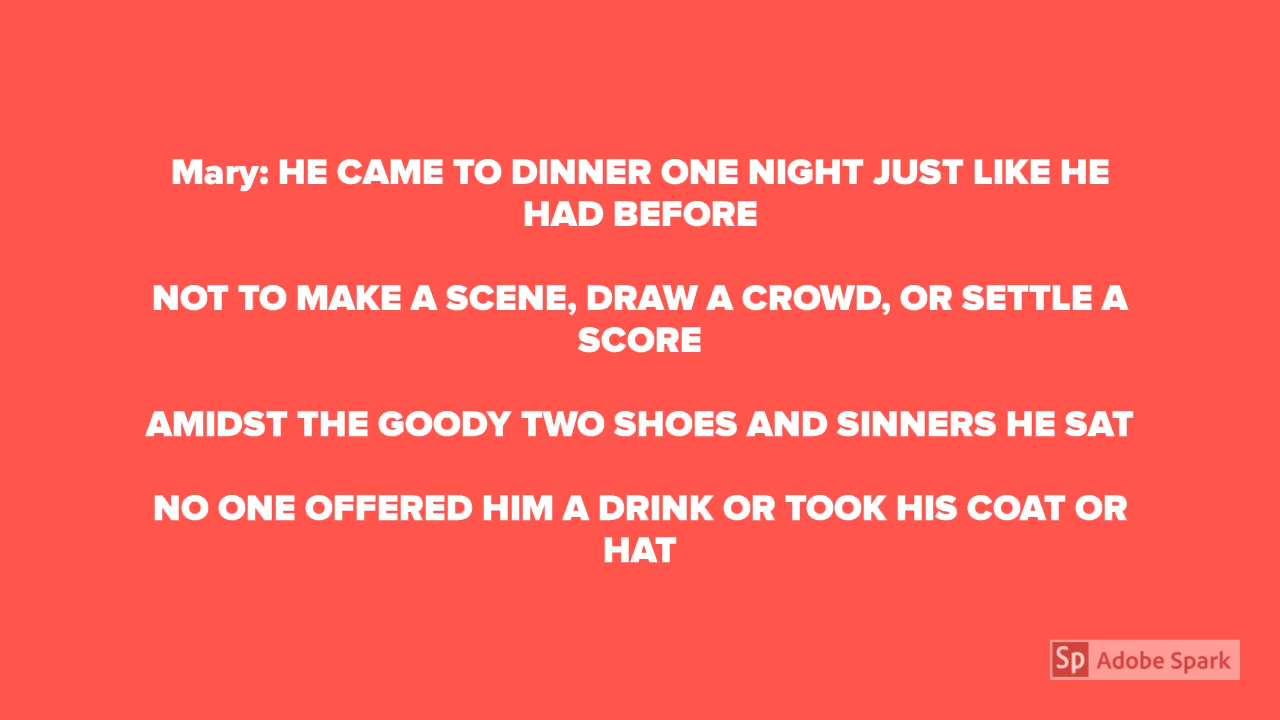 Mary: HE CAME TO DINNER ONE NIGHT JUST LIKE HE
HAD BEFORE
NOT TO MAKE A SCENE, DRAW A CROWD, OR SETTLE A
SCORE
AMIDST THE GOODY TWO SHOES AND SINNERS HE SAT
NO ONE OFFERED HIM A DRINK OR TOOK HIS COAT OR
HAT
Sp Adobe Spark